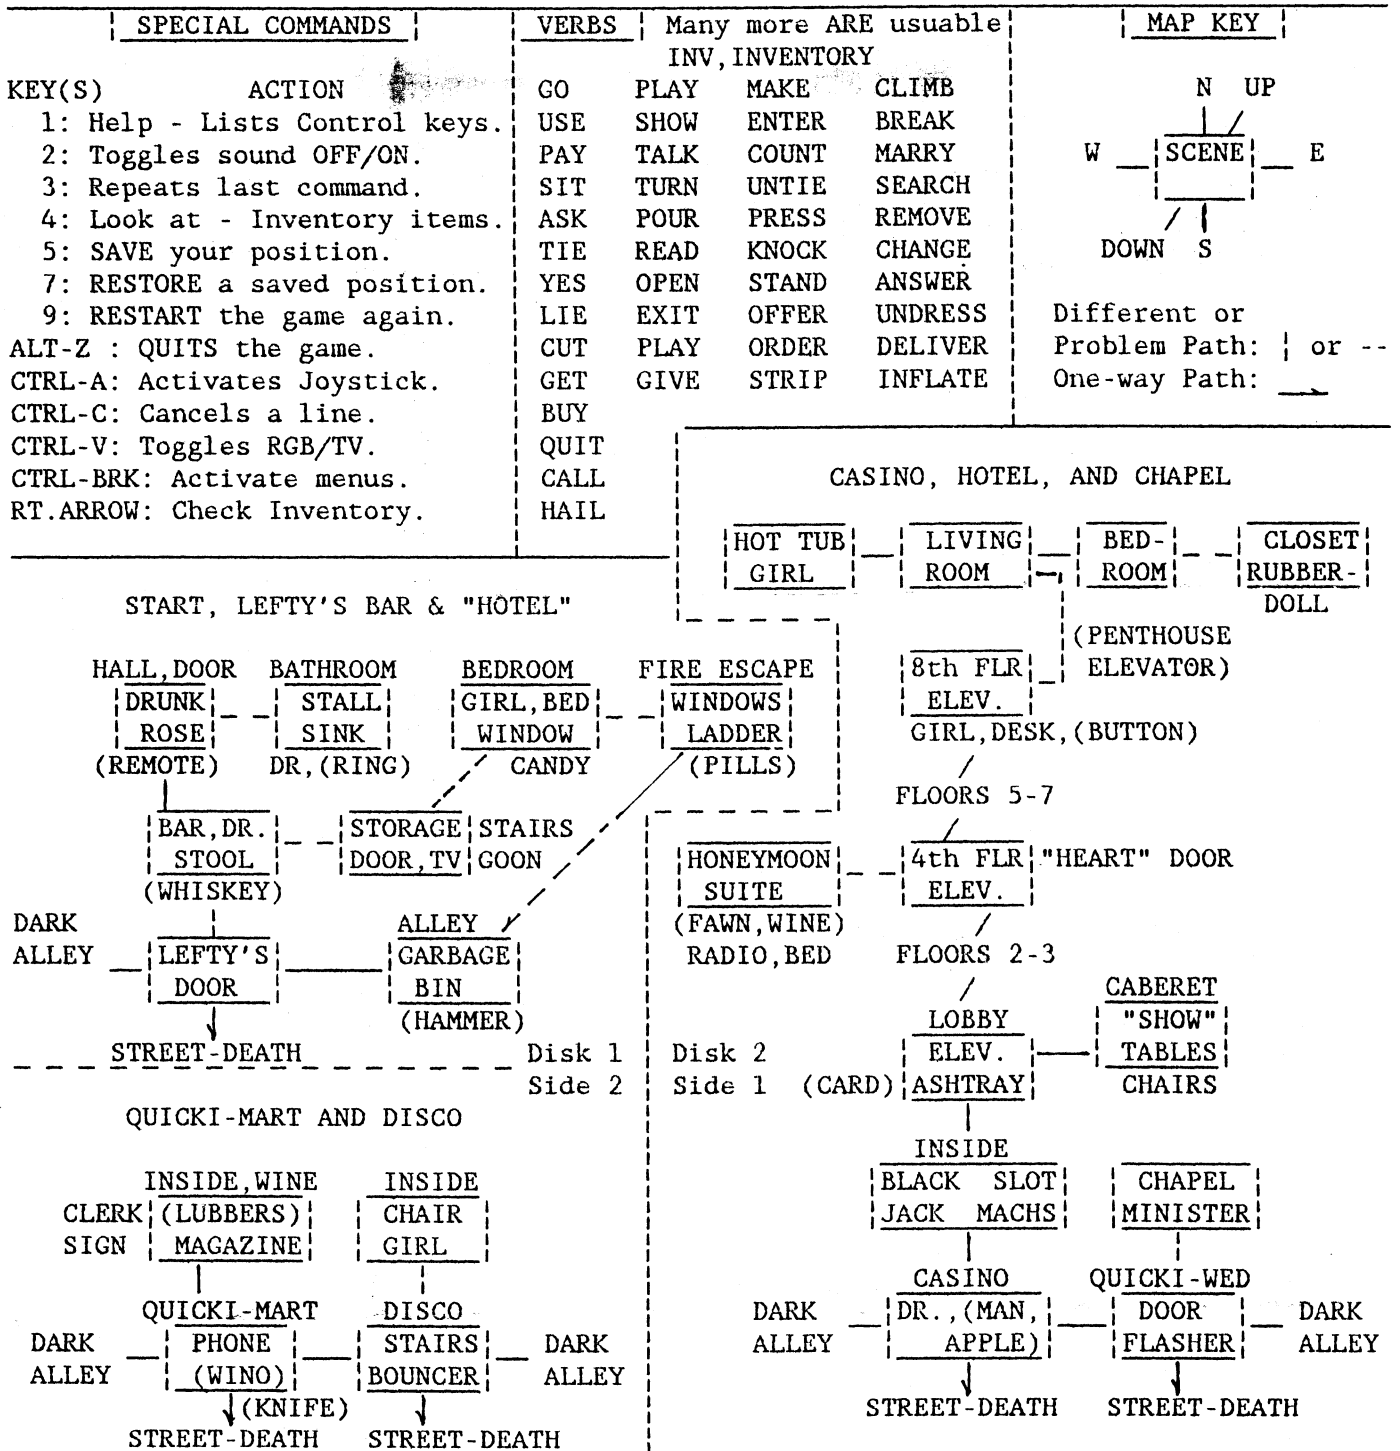 SPECIAL COMMANDS
KEY(S) ACTION
1: Help - Lists Control keys.
2: Toggles sound OFF/ON.
3: Repeats last command.
4: Look at - Inventory items.
5: SAVE your position.
7: RESTORE a saved position.
9: RESTART the game again.
ALT-Z : QUITS the game.
CTRL-A: Activates Joystick.
CTRL-C: Cancels a line.
CTRL-V: Toggles RGB/TV.
CTRL-BRK: Activate menus.
RT.ARROW: Check Inventory.
VERBS Many more ARE usuable
INV,INVENTORY
GO PLAY MAKE CLIMB
USE SHOW ENTER BREAK
PAY TALK COUNT MARRY
SIT TURN UNTIE SEARCH
ASK POUR PRESS REMOVE
TIE READ KNOCK CHANGE
YES OPEN STAND ANSWER
LIE EXIT OFFER UNDRESS
CUT PLAY ORDER DELIVER
GET GIVE STRIP INFLATE
BUY
QUIT
CALL
HAIL
MAP KEY
N UP
W SCENE E
DOWN S
Different or
Problem Path: ¦ or --
One-way Path:
START, LEFTY'S BAR & "HOTEL"
HALL,DOOR BATHROOM BEDROOM FIRE ESCAPE
DRUNK STALL GIRL,BED WINDOWS
ROSE SINK WINDOW LADDER
(REMOTE) DR,(RING) CANDY (PILLS)
BAR,DR. STORAGE STAIRS
STOOL DOOR,TV GOON
(WHISKEY)
DARK ALLEY
ALLEY LEFTY'S GARBAGE
DOOR BIN
(HAMMER)
STREET-DEATH Disk 1
Side 2
QUICKI-MART AND DISCO
INSIDE,WINE INSIDE
CLERK (LUBBERS) CHAIR
SIGN MAGAZINE GIRL
QUICKI-MART DISCO
DARK PHONE STAIRS DARK
ALLEY (WINO) BOUNCER ALLEY
(KNIFE)
STREET-DEATH STREET-DEATH
CASINO, HOTEL, AND CHAPEL
HOT TUB LIVING BED- CLOSET
GIRL ROOM ROOM RUBBER-
DOLL
(PENTHOUSE
8th FLR ELEVATOR)
ELEV.
GIRL,DESK,(BUTTON)
FLOORS 5-7
HONEYMOON 4th FLR "HEART" DOOR
SUITE ELEV.
(FAWN,WINE)
RADIO,BED FLOORS 2-3
CABERET
LOBBY "SHOW"
Disk 2 ELEV. TABLES
Side 1 (CARD) ASHTRAY CHAIRS
INSIDE
BLACK SLOT CHAPEL
JACK MACHS MINISTER
CASINO QUICKI-WED
DARK DR.,(MAN, DOOR DARK
ALLEY APPLE) FLASHER ALLEY
STREET-DEATH STREET-DEATH